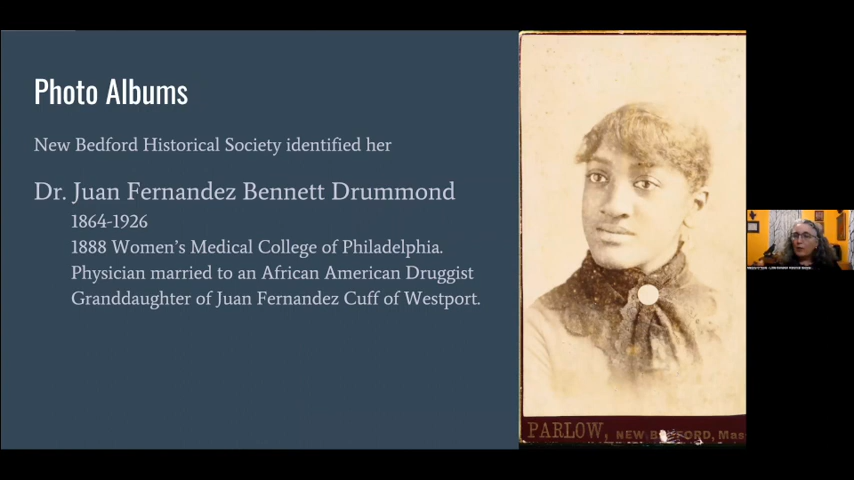 Photo Albums
New Bedford Historical Society identified her
Dr. Juan Fernandez Bennett Drummond
1864-1926
1888 Women's Medical College of Philadelphia.
Physician married to an African American Druggist
Granddaughter of Juan Fernandez Cuff of Westport.
PARLOW, NEW BEDFORD, Mas